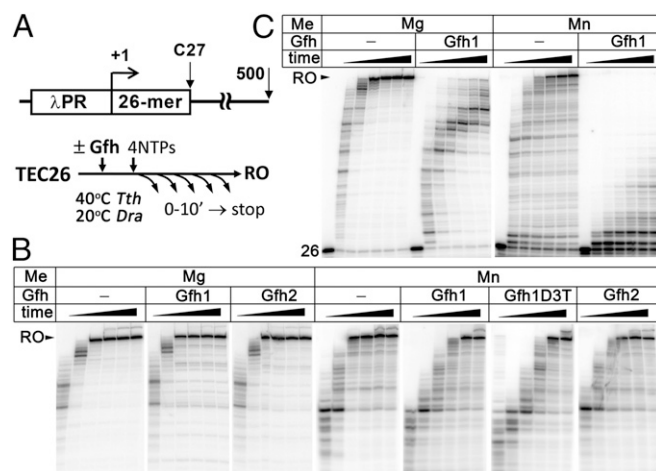 A
+1
C27
500
λPR
26-mer
± Gfh
4NTPs
TEC26
RO
40°C Tth
20°C Dra
0-10' → stop
C
Me Mg Mn
Gfh – Gfh1 – Gfh1
time
RO
26
B
Me Mg Mn
Gfh – Gfh1 Gfh2 – Gfh1 Gfh1D3T Gfh2
time
RO